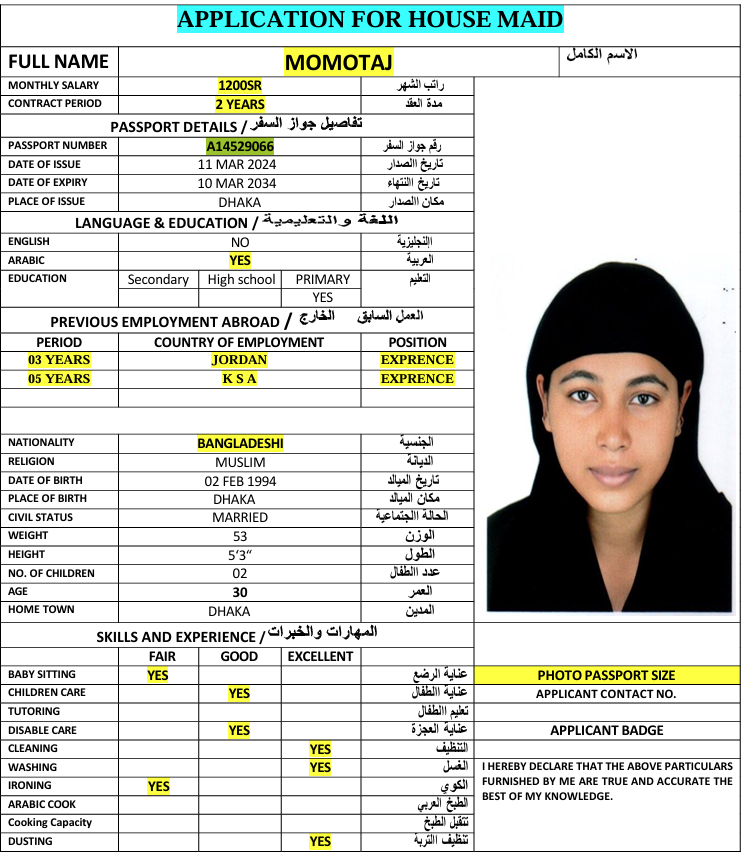 APPLICATION FOR HOUSE MAID
FULL NAME MOMOTAJ الاسم الكامل
MONTHLY SALARY 1200SR راتب الشهر
CONTRACT PERIOD 2 YEARS مدة العقد
PASSPORT DETAILS / تفاصيل جواز السفر
PASSPORT NUMBER A14529066 رقم جواز السفر
DATE OF ISSUE 11 MAR 2024 تاريخ االصدار
DATE OF EXPIRY 10 MAR 2034 تاريخ االنتهاء
PLACE OF ISSUE DHAKA مكان االصدار
LANGUAGE & EDUCATION / اللغة والتعليمية
ENGLISH NO اإلنجليزية
ARABIC YES العربية
EDUCATION Secondary High school PRIMARY التعليم
YES
PREVIOUS EMPLOYMENT ABROAD / العمل السابق الخارج
PERIOD COUNTRY OF EMPLOYMENT POSITION
03 YEARS JORDAN EXPRENCE
05 YEARS K S A EXPRENCE
NATIONALITY BANGLADESHI الجنسية
RELIGION MUSLIM الديانة
DATE OF BIRTH 02 FEB 1994 تاريخ الميالد
PLACE OF BIRTH DHAKA مكان الميالد
CIVIL STATUS MARRIED الحالة االجتماعية
WEIGHT 53 الوزن
HEIGHT 5’3“ الطول
NO. OF CHILDREN 02 عدد االطفال
AGE 30 العمر
HOME TOWN DHAKA المدين
SKILLS AND EXPERIENCE / المهارات والخبرات
FAIR GOOD EXCELLENT
BABY SITTING YES عناية الرضع
CHILDREN CARE YES عناية االطفال
TUTORING تعليم االطفال
DISABLE CARE YES عناية العجزة
CLEANING YES التنظيف
WASHING YES الغسل
IRONING YES الكوي
ARABIC COOK الطبخ العربي
Cooking Capacity تتقبل الطبخ
DUSTING YES تنظيف االتربة
PHOTO PASSPORT SIZE
APPLICANT CONTACT NO.
APPLICANT BADGE
I HEREBY DECLARE THAT THE ABOVE PARTICULARS
FURNISHED BY ME ARE TRUE AND ACCURATE THE
BEST OF MY KNOWLEDGE.